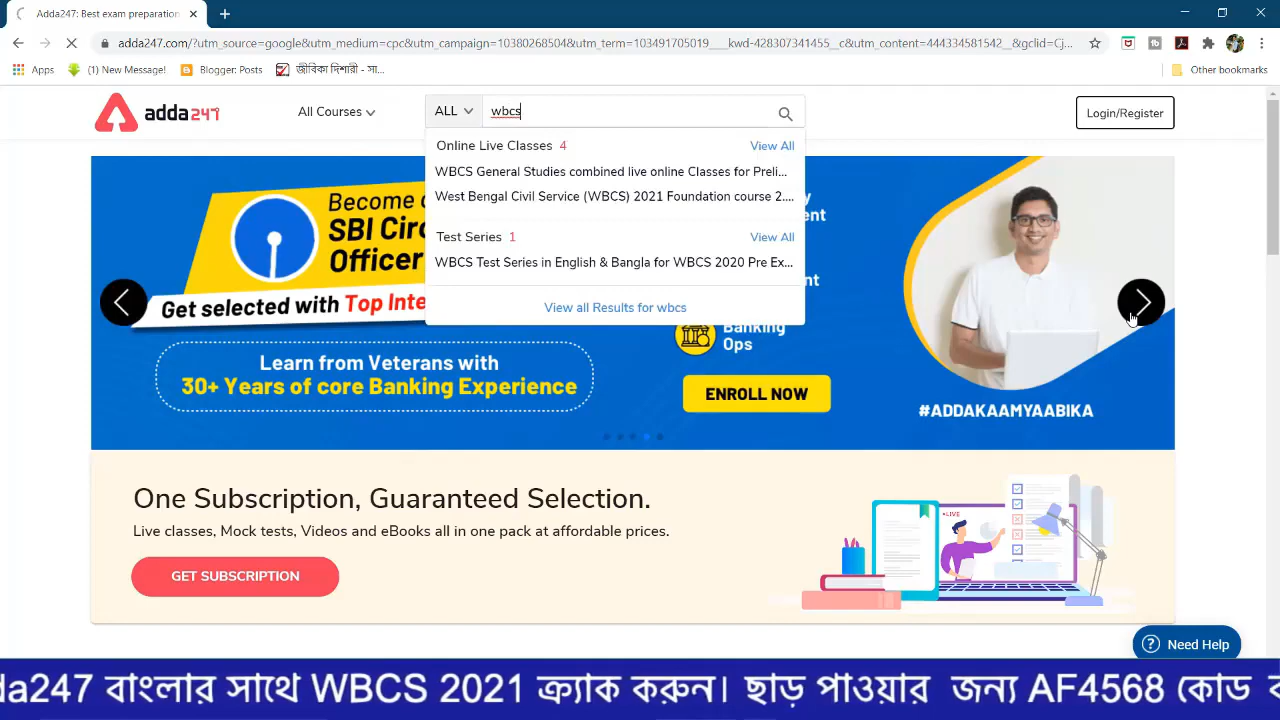 Adda247: Best exam preparation
adda247.com/?utm_source=google&utm_medium=cpc&utm_campaign=10380268504&utm_term=103491705019___kwd-428307341455__c&utm_content=444334581542__&gclid=Cj...
Apps
(1) New Message!
Blogger: Posts
জীবিকা দিশারী - সা...
Other bookmarks
adda247
All Courses
ALL
wbcs
Login/Register
Online Live Classes 4
View All
WBCS General Studies combined live online Classes for Preli...
West Bengal Civil Service (WBCS) 2021 Foundation course 2....
Test Series 1
View All
WBCS Test Series in English & Bangla for WBCS 2020 Pre Ex...
View all Results for wbcs
Become
SBI Cir
Officer
Get selected with Top Inte
Learn from Veterans with
30+ Years of core Banking Experience
Banking
Ops
ENROLL NOW
#ADDAKAAMYAABIKA
One Subscription, Guaranteed Selection.
Live classes, Mock tests, Videos and eBooks all in one pack at affordable prices.
GET SUBSCRIPTION
LIVE
Need Help
da247 বাংলার সাথে WBCS 2021 ক্র্যাক করুন। ছাড় পাওয়ার জন্য AF4568 কোড